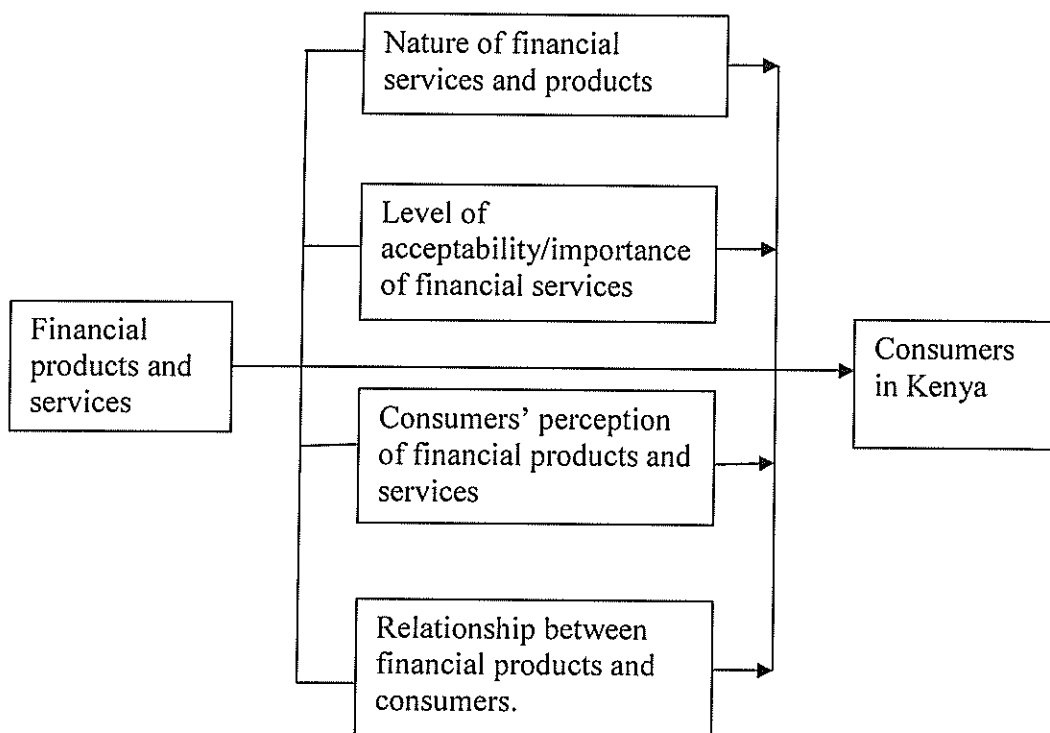 Nature of financial
services and products
Level of
acceptability/importance
of financial services
Financial
products and
services
Consumers
in Kenya
Consumers’ perception
of financial products and
services
Relationship between
financial products and
consumers.